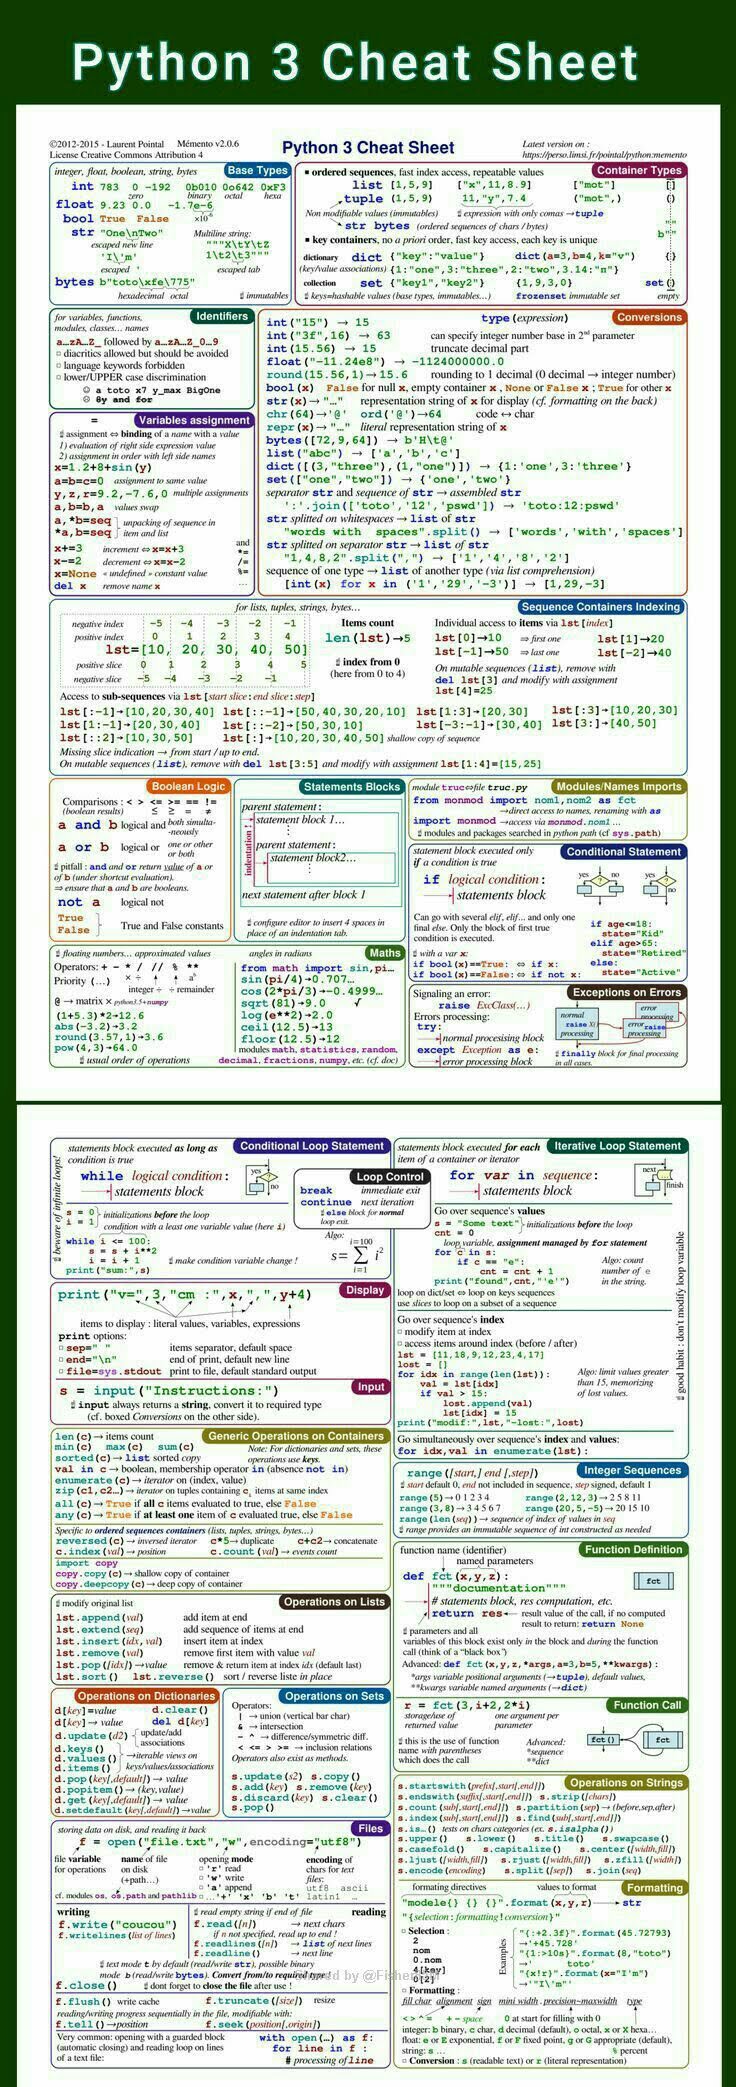 Python 3 Cheat Sheet
©2012-2015 - Laurent Pointal Mémento v2.0.6
License Creative Commons Attribution 4
Python 3 Cheat Sheet
Latest version on :
https://perso.limsi.fr/pointal/python:memento
integer, float, boolean, string, bytes Base Types
int 783 0 -192 0b010 0o642 0xF3
zero binary octal hexa
float 9.23 0.0 -1.7e-6
bool True False ×10⁻⁶
str "One\nTwo" Multiline string:
escaped new line """X\tY\tZ
'I\'m' 1\t2\t3"""
escaped ' escaped tab
bytes b"toto\xfe\775"
hexadecimal octal immutables
■ ordered sequences, fast index access, repeatable values Container Types
list [1,5,9] ["x",11,8.9] ["mot"] []
tuple (1,5,9) 11,"y",7.4 ("mot",) ()
Non modifiable values (immutables) expression with only comas →tuple
str bytes (ordered sequences of chars / bytes) ""
b""
■ key containers, no a priori order, fast key access, each key is unique
dictionary dict {"key":"value"} dict(a=3,b=4,k="v") {}
(key/value associations) {1:"one",3:"three",2:"two",3.14:"π"}
collection set {"key1","key2"} {1,9,3,0} set()
keys=hashable values (base types, immutables…) frozenset immutable set empty
for variables, functions, Identifiers
modules, classes… names
a…zA…Z_ followed by a…zA…Z_0…9
□ diacritics allowed but should be avoided
□ language keywords forbidden
□ lower/UPPER case discrimination
☺ a toto x7 y_max BigOne
☹ 8y and for
= Variables assignment
assignment ⇔ binding of a name with a value
1) evaluation of right side expression value
2) assignment in order with left side names
x=1.2+8+sin(y)
a=b=c=0 assignment to same value
y,z,r=9.2,-7.6,0 multiple assignments
a,b=b,a values swap
a,*b=seq unpacking of sequence in
*a,b=seq item and list
and
x+=3 increment ⇔ x=x+3 *=
x-=2 decrement ⇔ x=x-2 /=
x=None « undefined » constant value %=
del x remove name x …
type(expression) Conversions
int("15") → 15
int("3f",16) → 63 can specify integer number base in 2nd parameter
int(15.56) → 15 truncate decimal part
float("-11.24e8") → -1124000000.0
round(15.56,1)→15.6 rounding to 1 decimal (0 decimal → integer number)
bool(x) False for null x, empty container x , None or False x ; True for other x
str(x)→ "…" representation string of x for display (cf. formatting on the back)
chr(64)→'@' ord('@')→64 code ↔ char
repr(x)→ "…" literal representation string of x
bytes([72,9,64]) → b'H\t@'
list("abc") → ['a','b','c']
dict([(3,"three"),(1,"one")]) → {1:'one',3:'three'}
set(["one","two"]) → {'one','two'}
separator str and sequence of str → assembled str
':'.join(['toto','12','pswd']) → 'toto:12:pswd'
str splitted on whitespaces → list of str
"words with spaces".split() → ['words','with','spaces']
str splitted on separator str → list of str
"1,4,8,2".split(",") → ['1','4','8','2']
sequence of one type → list of another type (via list comprehension)
[int(x) for x in ('1','29','-3')] → [1,29,-3]
for lists, tuples, strings, bytes… Sequence Containers Indexing
negative index -5 -4 -3 -2 -1
positive index 0 1 2 3 4
lst=[10, 20, 30, 40, 50]
positive slice 0 1 2 3 4 5
negative slice -5 -4 -3 -2 -1
Items count
len(lst)→5
index from 0
(here from 0 to 4)
Individual access to items via lst[index]
lst[0]→10 ⇒ first one lst[1]→20
lst[-1]→50 ⇒ last one lst[-2]→40
On mutable sequences (list), remove with
del lst[3] and modify with assignment
lst[4]=25
Access to sub-sequences via lst[start slice:end slice:step]
lst[:-1]→[10,20,30,40] lst[::-1]→[50,40,30,20,10] lst[1:3]→[20,30] lst[:3]→[10,20,30]
lst[1:-1]→[20,30,40] lst[::-2]→[50,30,10] lst[-3:-1]→[30,40] lst[3:]→[40,50]
lst[::2]→[10,30,50] lst[:]→[10,20,30,40,50] shallow copy of sequence
Missing slice indication → from start / up to end.
On mutable sequences (list), remove with del lst[3:5] and modify with assignment lst[1:4]=[15,25]
Boolean Logic
Comparisons : < > <= >= == !=
(boolean results) ≤ ≥ = ≠
a and b logical and both simulta-
-neously
a or b logical or one or other
or both
pitfall : and and or return value of a or
of b (under shortcut evaluation).
⇒ ensure that a and b are booleans.
not a logical not
True
False True and False constants
Statements Blocks
parent statement :
statement block 1…
⋮
parent statement :
statement block2…
⋮
next statement after block 1
indentation !
configure editor to insert 4 spaces in
place of an indentation tab.
module truc⇔file truc.py Modules/Names Imports
from monmod import nom1,nom2 as fct
→direct access to names, renaming with as
import monmod →access via monmod.nom1 …
modules and packages searched in python path (cf sys.path)
statement block executed only Conditional Statement
if a condition is true
if logical condition:
statements block
yes ? no yes ? no
Can go with several elif, elif... and only one
final else. Only the block of first true
condition is executed.
with a var x:
if bool(x)==True: ⇔ if x:
if bool(x)==False: ⇔ if not x:
if age<=18:
state="Kid"
elif age>65:
state="Retired"
else:
state="Active"
floating numbers… approximated values angles in radians Maths
Operators: + - * / // % **
Priority (…) × ÷ aᵇ
integer ÷ ÷ remainder
@ → matrix × python3.5+numpy
(1+5.3)*2→12.6
abs(-3.2)→3.2
round(3.57,1)→3.6
pow(4,3)→64.0
usual order of operations
from math import sin,pi…
sin(pi/4)→0.707…
cos(2*pi/3)→-0.4999…
sqrt(81)→9.0 √
log(e**2)→2.0
ceil(12.5)→13
floor(12.5)→12
modules math, statistics, random,
decimal, fractions, numpy, etc. (cf. doc)
Signaling an error: Exceptions on Errors
raise ExcClass(…)
Errors processing:
try:
normal procesising block
except Exception as e:
error processing block
normal
raise X()
processing
error
processing
error raise
processing
finally block for final processing
in all cases.
statements block executed as long as Conditional Loop Statement
condition is true
while logical condition:
statements block
yes ? no
beware of infinite loops!
s = 0 initializations before the loop
i = 1
condition with a least one variable value (here i)
while i <= 100:
s = s + i**2
i = i + 1 make condition variable change !
print("sum:",s)
Algo: i=100
s= ∑ i²
i=1
Loop Control
break immediate exit
continue next iteration
else block for normal
loop exit.
statements block executed for each Iterative Loop Statement
item of a container or iterator
for var in sequence:
statements block
next … finish
Go over sequence's values
s = "Some text" initializations before the loop
cnt = 0
loop variable, assignment managed by for statement
for c in s:
if c == "e": Algo: count
cnt = cnt + 1 number of e
print("found",cnt,"'e'") in the string.
loop on dict/set ⇔ loop on keys sequences
use slices to loop on a subset of a sequence
Go over sequence's index
□ modify item at index
□ access items around index (before / after)
lst = [11,18,9,12,23,4,17]
lost = []
for idx in range(len(lst)): Algo: limit values greater
val = lst[idx] than 15, memorizing
if val > 15: of lost values.
lost.append(val)
lst[idx] = 15
print("modif:",lst,"-lost:",lost)
good habit : don't modify loop variable
Go simultaneously over sequence's index and values:
for idx,val in enumerate(lst):
Display
print("v=",3,"cm :",x,",",y+4)
items to display : literal values, variables, expressions
print options:
□ sep=" " items separator, default space
□ end="\n" end of print, default new line
□ file=sys.stdout print to file, default standard output
Input
s = input("Instructions:")
input always returns a string, convert it to required type
(cf. boxed Conversions on the other side).
len(c)→ items count Generic Operations on Containers
min(c) max(c) sum(c) Note: For dictionaries and sets, these
sorted(c)→ list sorted copy operations use keys.
val in c → boolean, membership operator in (absence not in)
enumerate(c)→ iterator on (index, value)
zip(c1,c2…)→ iterator on tuples containing cᵢ items at same index
all(c)→ True if all c items evaluated to true, else False
any(c)→ True if at least one item of c evaluated true, else False
Specific to ordered sequences containers (lists, tuples, strings, bytes…)
reversed(c)→ inversed iterator c*5→ duplicate c+c2→ concatenate
c.index(val)→ position c.count(val)→ events count
import copy
copy.copy(c)→ shallow copy of container
copy.deepcopy(c)→ deep copy of container
range([start,] end [,step]) Integer Sequences
start default 0, end not included in sequence, step signed, default 1
range(5)→ 0 1 2 3 4 range(2,12,3)→ 2 5 8 11
range(3,8)→ 3 4 5 6 7 range(20,5,-5)→ 20 15 10
range(len(seq))→ sequence of index of values in seq
range provides an immutable sequence of int constructed as needed
modify original list Operations on Lists
lst.append(val) add item at end
lst.extend(seq) add sequence of items at end
lst.insert(idx,val) insert item at index
lst.remove(val) remove first item with value val
lst.pop([idx])→value remove & return item at index idx (default last)
lst.sort() lst.reverse() sort / reverse liste in place
function name (identifier) Function Definition
named parameters
def fct(x,y,z): fct
"""documentation"""
# statements block, res computation, etc.
return res← result value of the call, if no computed
result to return: return None
parameters and all
variables of this block exist only in the block and during the function
call (think of a "black box")
Advanced: def fct(x,y,z,*args,a=3,b=5,**kwargs):
*args variable positional arguments (→tuple), default values,
**kwargs variable named arguments (→dict)
Operations on Dictionaries
d[key]=value d.clear()
d[key]→ value del d[key]
d.update(d2) update/add
associations
d.keys()
d.values() →iterable views on
d.items() keys/values/associations
d.pop(key[,default])→ value
d.popitem()→ (key,value)
d.get(key[,default])→ value
d.setdefault(key[,default])→value
Operations on Sets
Operators:
| → union (vertical bar char)
& → intersection
- ^ → difference/symmetric diff.
< <= > >= → inclusion relations
Operators also exist as methods.
s.update(s2) s.copy()
s.add(key) s.remove(key)
s.discard(key) s.clear()
s.pop()
r = fct(3,i+2,2*i) Function Call
storage/use of one argument per
returned value parameter
this is the use of function Advanced: fct() fct
name with parentheses *sequence
which does the call **dict
Operations on Strings
s.startswith(prefix[,start[,end]])
s.endswith(suffix[,start[,end]]) s.strip([chars])
s.count(sub[,start[,end]]) s.partition(sep)→ (before,sep,after)
s.index(sub[,start[,end]]) s.find(sub[,start[,end]])
s.is…() tests on chars categories (ex. s.isalpha())
s.upper() s.lower() s.title() s.swapcase()
s.casefold() s.capitalize() s.center([width,fill])
s.ljust([width,fill]) s.rjust([width,fill]) s.zfill([width])
s.encode(encoding) s.split([sep]) s.join(seq)
storing data on disk, and reading it back Files
f = open("file.txt","w",encoding="utf8")
file variable name of file opening mode encoding of
for operations on disk □ 'r' read chars for text
(+path…) □ 'w' write files:
□ 'a' append utf8 ascii
cf. modules os, os.path and pathlib □ …'+' 'x' 'b' 't' latin1 …
writing read empty string if end of file reading
f.write("coucou") f.read([n]) → next chars
f.writelines(list of lines) if n not specified, read up to end !
f.readlines([n]) → list of next lines
f.readline() → next line
text mode t by default (read/write str), possible binary
mode b (read/write bytes). Convert from/to required type !
f.close() dont forget to close the file after use !
f.flush() write cache f.truncate([size]) resize
reading/writing progress sequentially in the file, modifiable with:
f.tell()→position f.seek(position[,origin])
Very common: opening with a guarded block with open(…) as f:
(automatic closing) and reading loop on lines for line in f :
of a text file: # processing of line
formating directives values to format Formatting
"modele{} {} {}".format(x,y,r)→ str
"{selection:formatting!conversion}"
□ Selection :
2
nom
0.nom
4[key]
0[2]
Examples
"{:+2.3f}".format(45.72793)
→'+45.728'
"{1:>10s}".format(8,"toto")
→' toto'
"{x!r}".format(x="I'm")
→'"I\'m"'
□ Formatting :
fill char alignment sign mini width.precision~maxwidth type
< > ^ = + - space 0 at start for filling with 0
integer: b binary, c char, d decimal (default), o octal, x or X hexa…
float: e or E exponential, f or F fixed point, g or G appropriate (default),
string: s … % percent
□ Conversion : s (readable text) or r (literal representation)